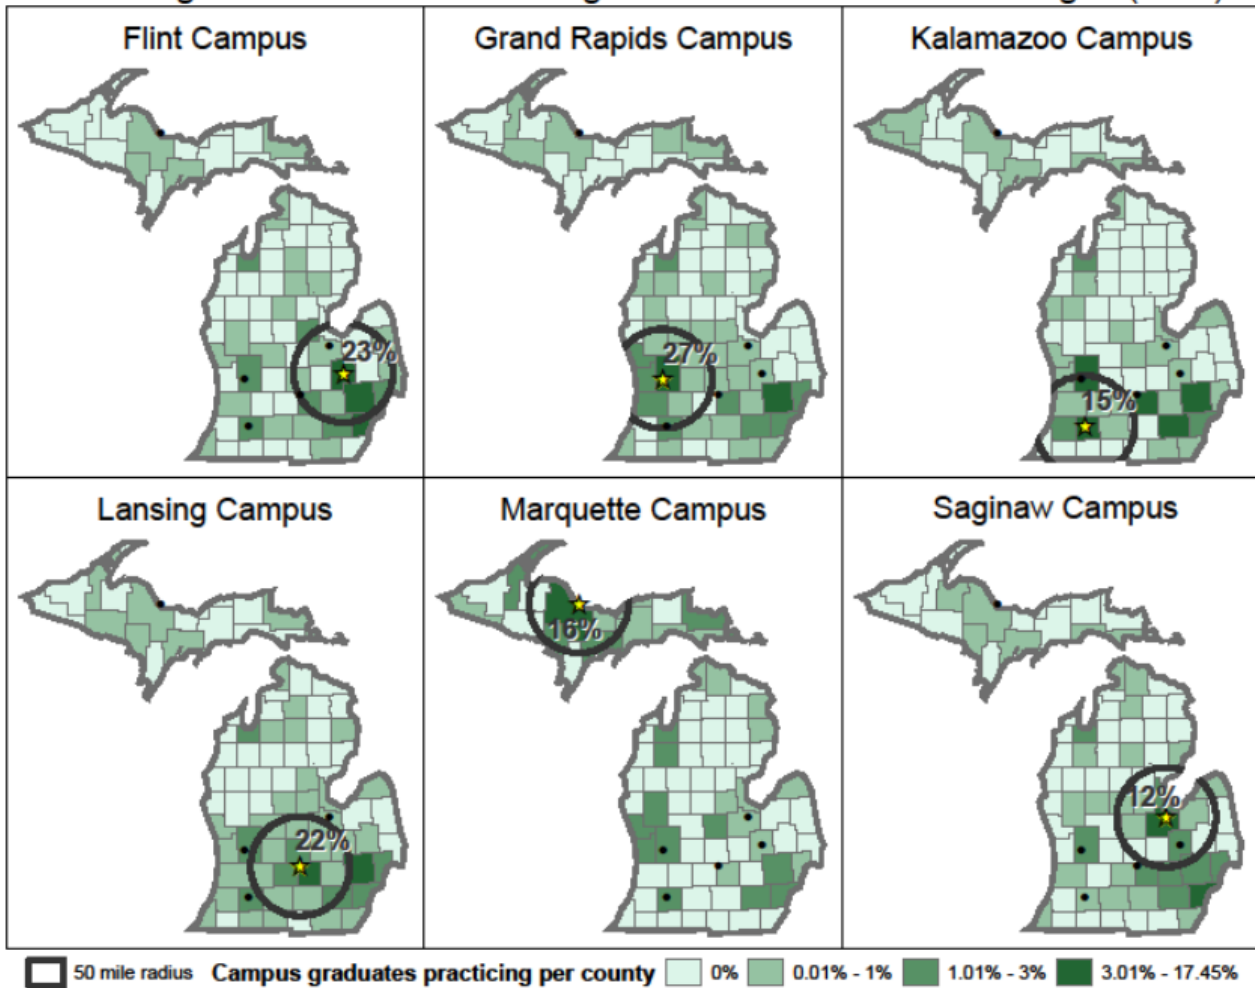 Flint Campus
Grand Rapids Campus
Kalamazoo Campus
23%
27%
15%
Lansing Campus
Marquette Campus
Saginaw Campus
22%
16%
12%
50 mile radius Campus graduates practicing per county 0% 0.01% - 1% 1.01% - 3% 3.01% - 17.45%